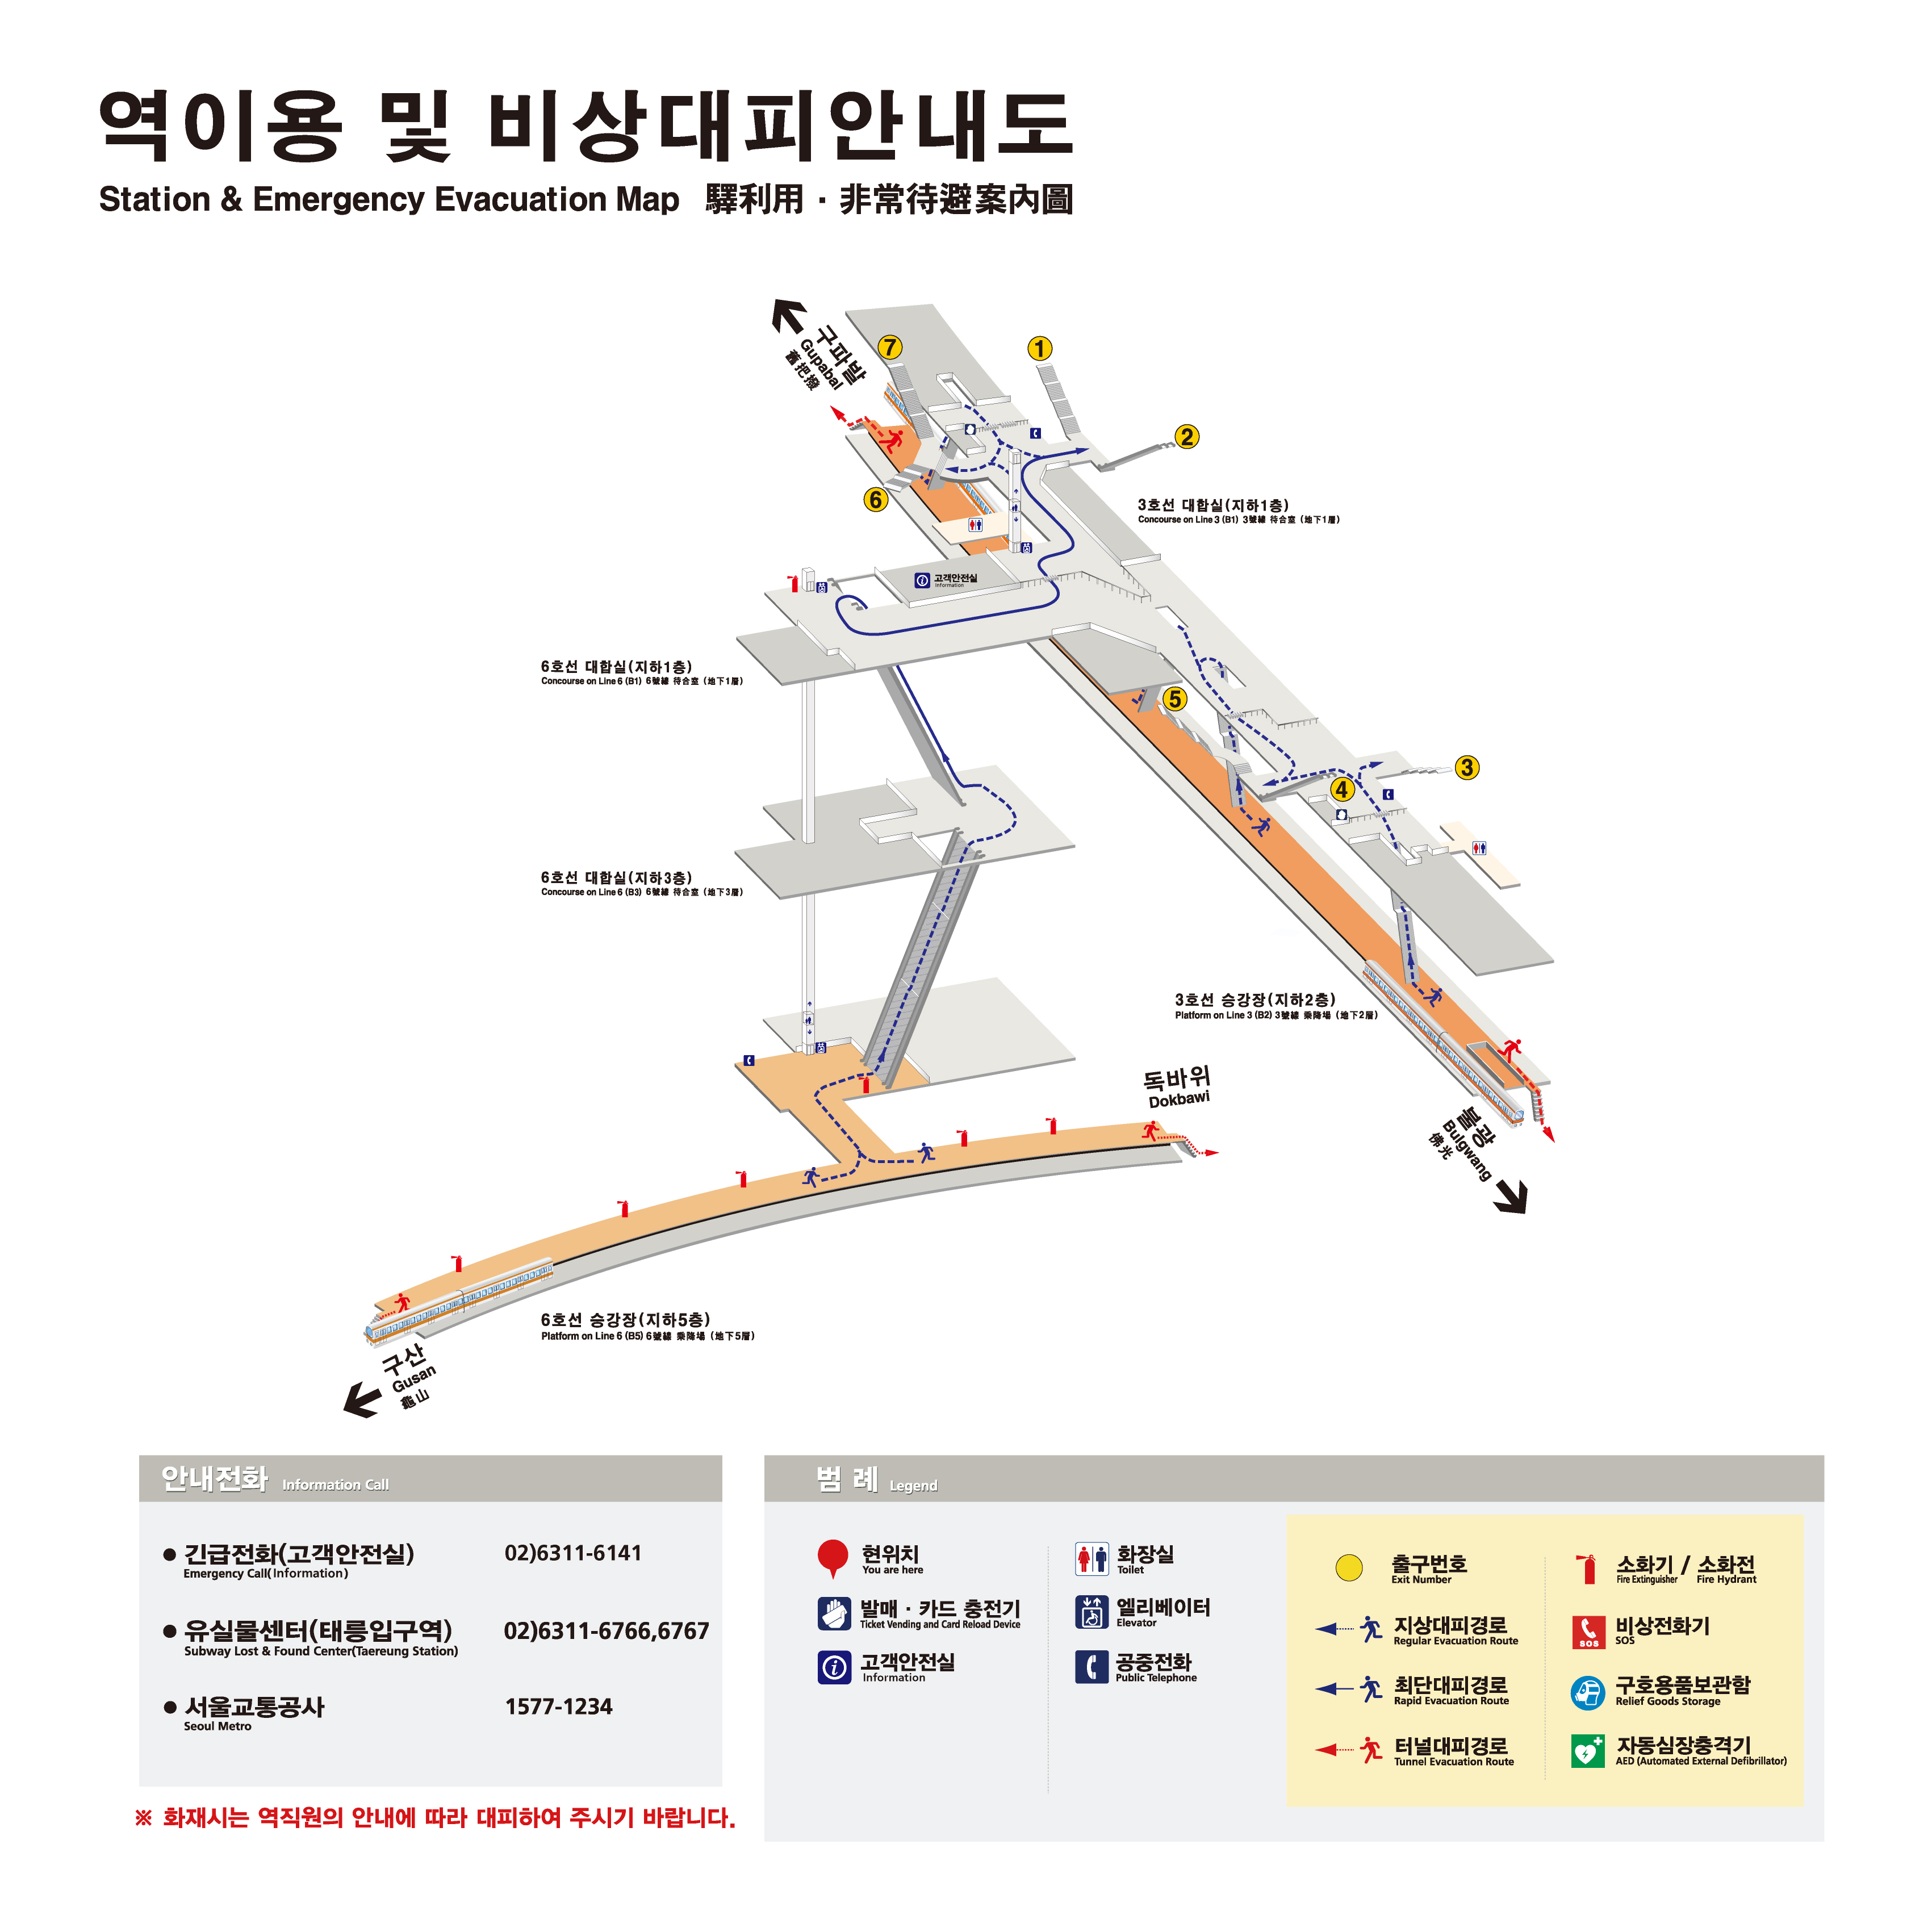 역이용 및 비상대피안내도
Station & Emergency Evacuation Map 驛利用 · 非常待避案內圖
구파발
Gupabal
舊把撥
7
1
2
6
3호선 대합실(지하1층)
Concourse on Line 3 (B1) 3號線 待合室 (地下1層)
고객안전실
Information
6호선 대합실(지하1층)
Concourse on Line 6 (B1) 6號線 待合室 (地下1層)
5
3
4
6호선 대합실(지하3층)
Concourse on Line 6 (B3) 6號線 待合室 (地下3層)
3호선 승강장(지하2층)
Platform on Line 3 (B2) 3號線 乘降場 (地下2層)
독바위
Dokbawi
불광
Bulgwang
佛光
6호선 승강장(지하5층)
Platform on Line 6 (B5) 6號線 乘降場 (地下5層)
구산
Gusan
龜山
안내전화 Information Call
● 긴급전화(고객안전실) 02)6311-6141
Emergency Call(Information)
● 유실물센터(태릉입구역) 02)6311-6766,6767
Subway Lost & Found Center(Taereung Station)
● 서울교통공사 1577-1234
Seoul Metro
※ 화재시는 역직원의 안내에 따라 대피하여 주시기 바랍니다.
범 례 Legend
현위치
You are here
발매 · 카드 충전기
Ticket Vending and Card Reload Device
고객안전실
Information
화장실
Toilet
엘리베이터
Elevator
공중전화
Public Telephone
출구번호
Exit Number
지상대피경로
Regular Evacuation Route
최단대피경로
Rapid Evacuation Route
터널대피경로
Tunnel Evacuation Route
소화기 / 소화전
Fire Extinguisher Fire Hydrant
SOS
비상전화기
SOS
구호용품보관함
Relief Goods Storage
자동심장충격기
AED (Automated External Defibrillator)